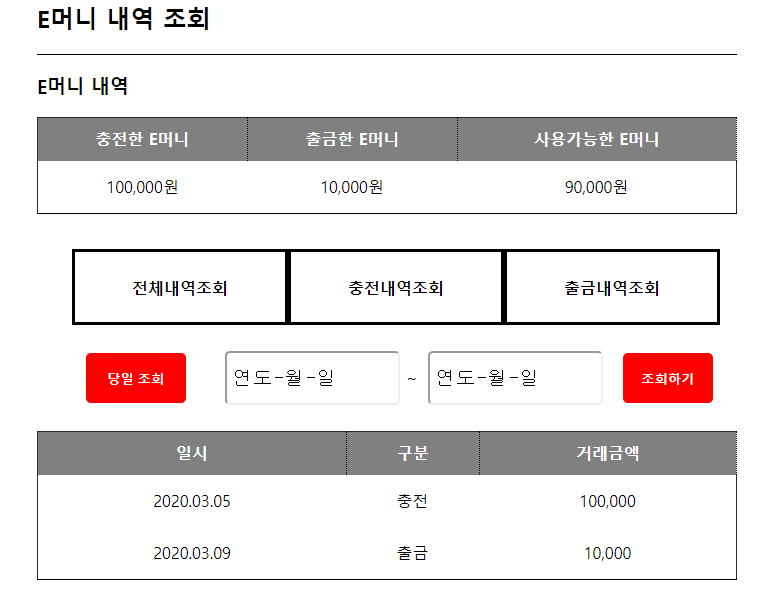 E머니 내역 조회
E머니 내역
충전한 E머니 출금한 E머니 사용가능한 E머니
100,000원 10,000원 90,000원
전체내역조회 충전내역조회 출금내역조회
당일 조회 연도-월-일 ~ 연도-월-일 조회하기
일시 구분 거래금액
2020.03.05 충전 100,000
2020.03.09 출금 10,000